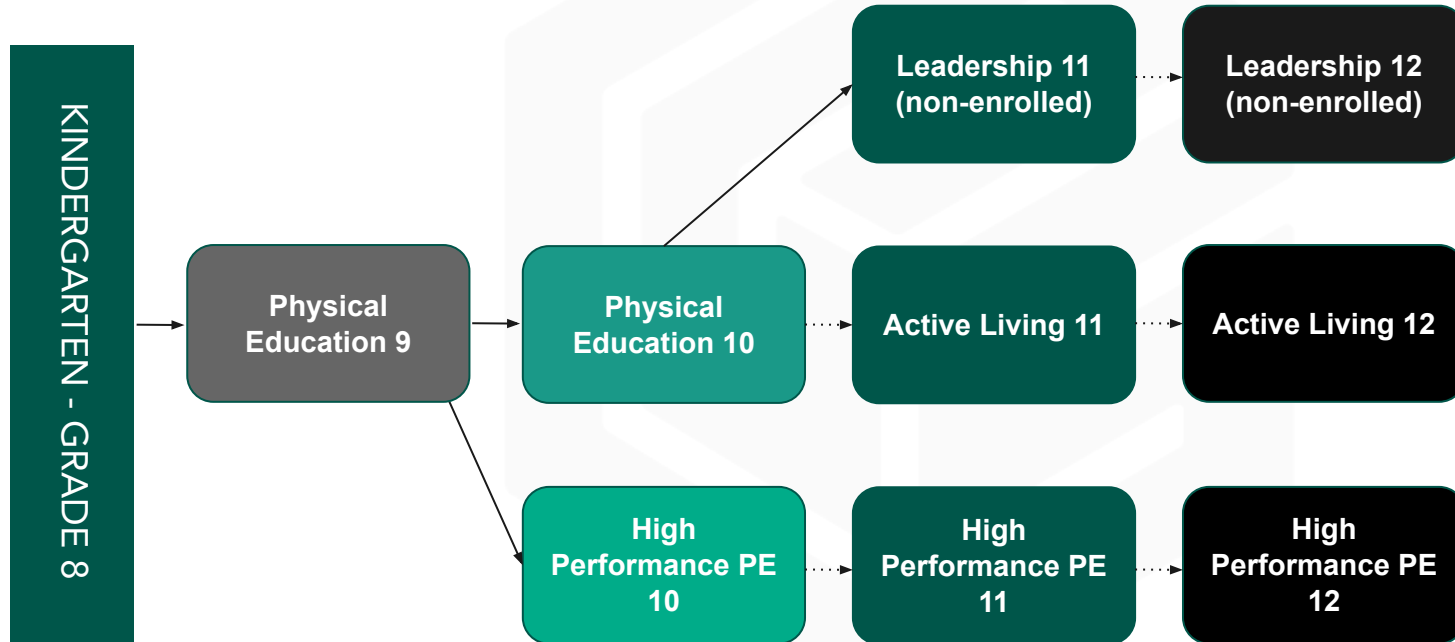 KINDERGARTEN - GRADE 8
Physical
Education 9
Physical
Education 10
High
Performance PE
10
Leadership 11
(non-enrolled)
Active Living 11
High
Performance PE
11
Leadership 12
(non-enrolled)
Active Living 12
High
Performance PE
12